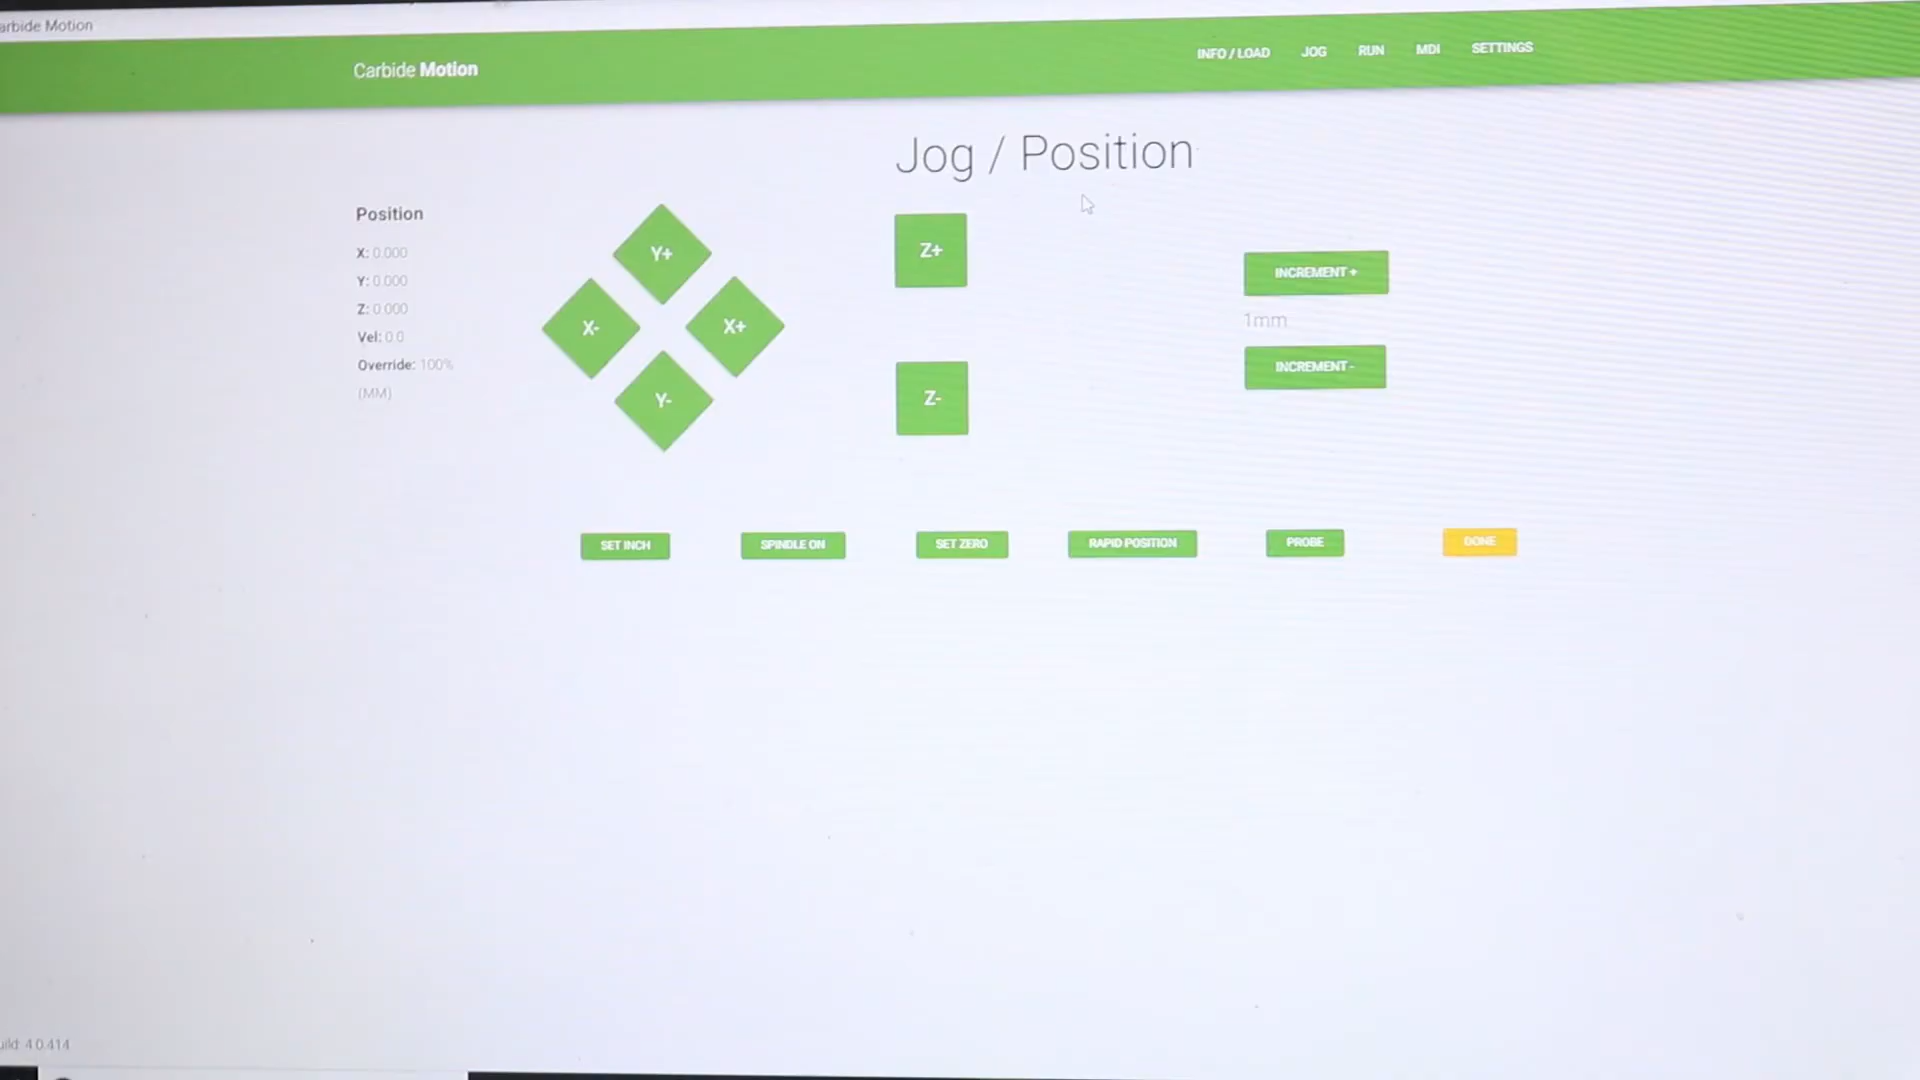 arbide Motion
Carbide Motion
INFO / LOAD JOG RUN MDI SETTINGS
Jog / Position
Position
X: 0.000
Y: 0.000
Z: 0.000
Vel: 0.0
Override: 100%
(MM)
Y+
X-
X+
Y-
Z+
Z-
INCREMENT +
1mm
INCREMENT -
SET INCH
SPINDLE ON
SET ZERO
RAPID POSITION
PROBE
DONE
uild: 4.0.414